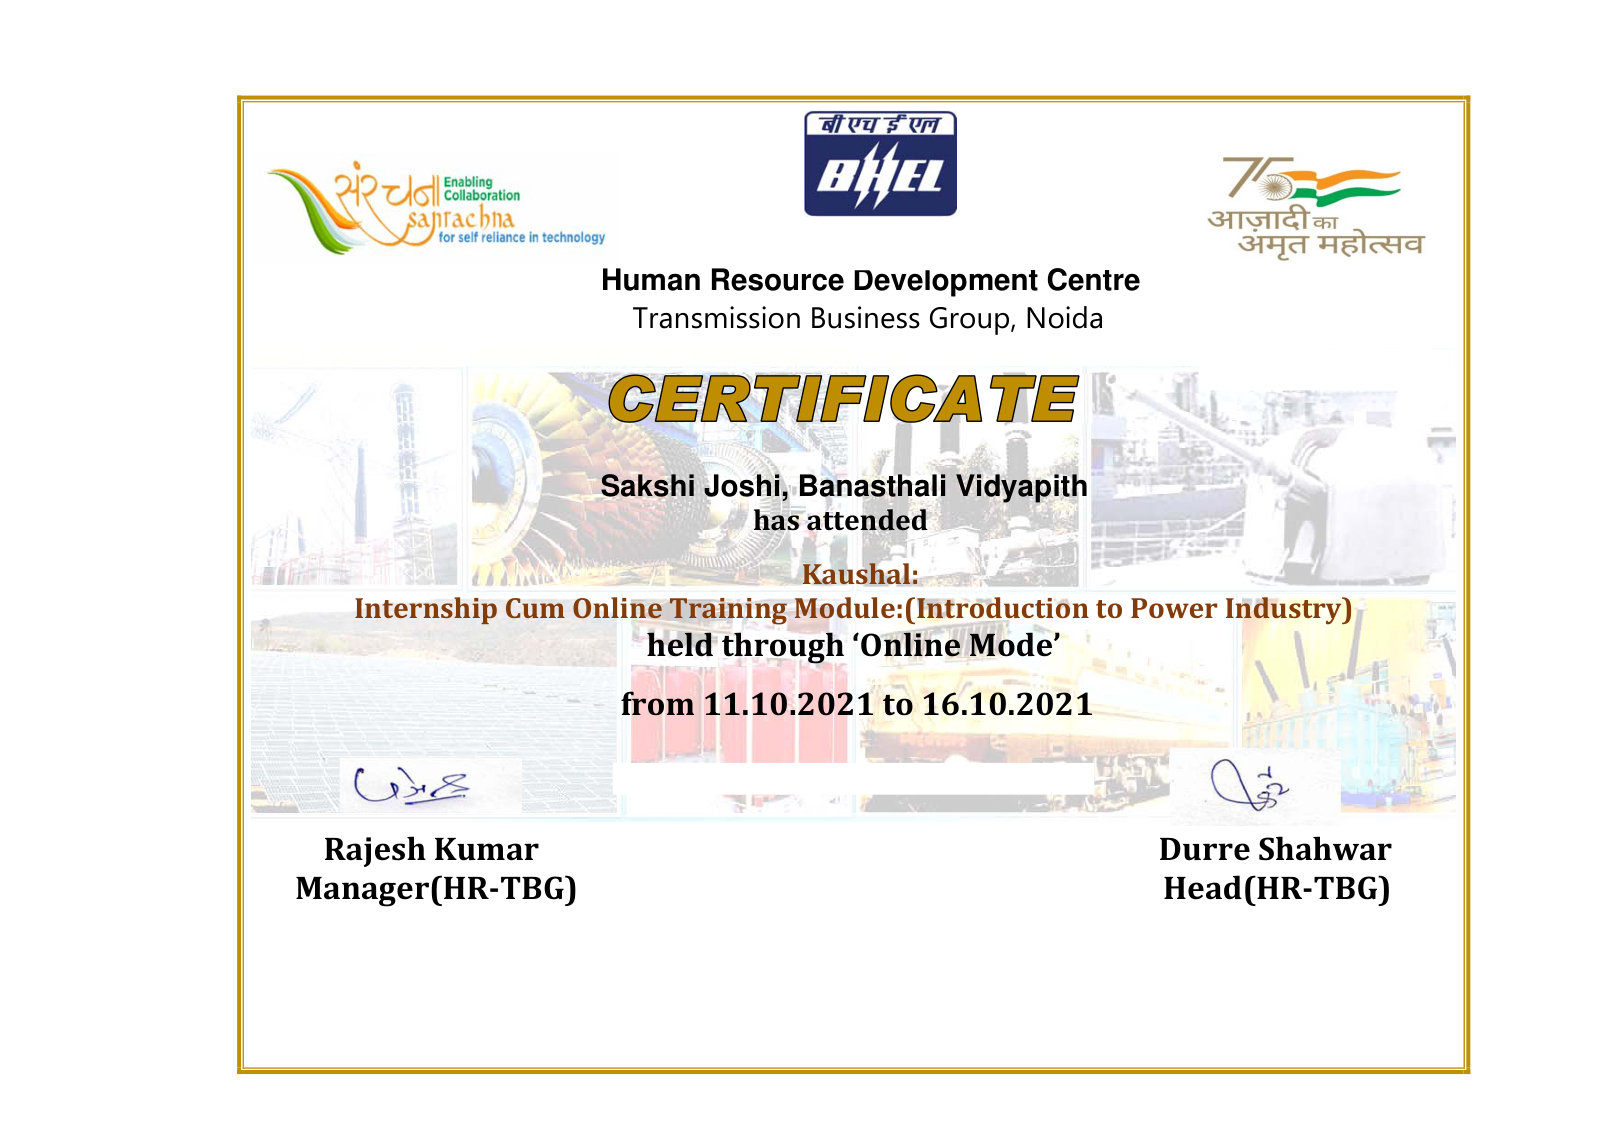 बी एच ई एल
BHEL
संरचना
Enabling
Collaboration
sanrachna
for self reliance in technology
75
आज़ादी का
अमृत महोत्सव
Human Resource Development Centre
Transmission Business Group, Noida
CERTIFICATE
Sakshi Joshi, Banasthali Vidyapith
has attended
Kaushal:
Internship Cum Online Training Module:(Introduction to Power Industry)
held through ‘Online Mode’
from 11.10.2021 to 16.10.2021
Rajesh Kumar
Manager(HR-TBG)
Durre Shahwar
Head(HR-TBG)